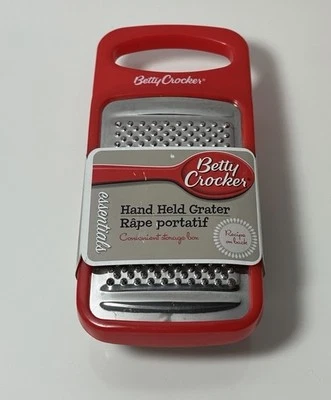 Betty Crocker®
Betty
Crocker
essentials
Hand Held Grater
Râpe portatif
Convenient storage box
Recipe
on back